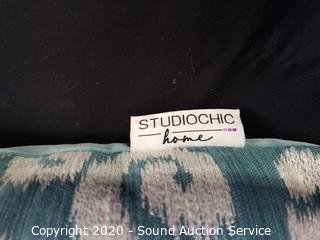 STUDIOCHIC
home
Copyright 2020 - Sound Auction Service